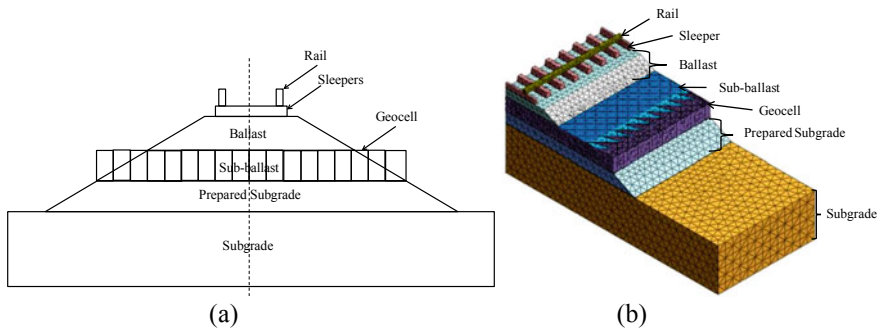 Rail
Sleepers
Geocell
Ballast
Sub-ballast
Prepared Subgrade
Subgrade
(a)
Rail
Sleeper
Ballast
Sub-ballast
Geocell
Prepared Subgrade
Subgrade
(b)